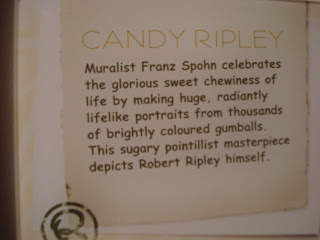 CANDY RIPLEY
Muralist Franz Spohn celebrates
the glorious sweet chewiness of
life by making huge, radiantly
lifelike portraits from thousands
of brightly coloured gumballs.
This sugary pointillist masterpiece
depicts Robert Ripley himself.